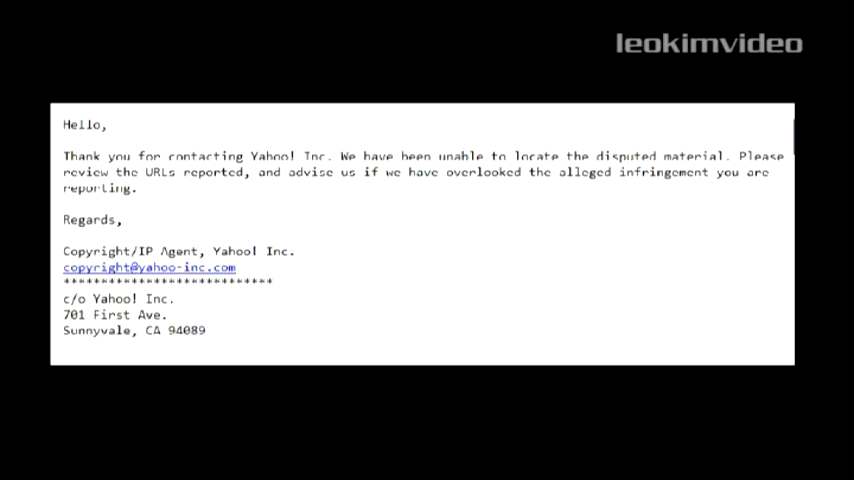 leokimvideo
Hello,
Thank you for contacting Yahoo! Inc. We have been unable to locate the disputed material. Please
review the URLs reported, and advise us if we have overlooked the alleged infringement you are
reporting.
Regards,
Copyright/IP Agent, Yahoo! Inc.
copyright@yahoo-inc.com
****************************
c/o Yahoo! Inc.
701 First Ave.
Sunnyvale, CA 94089